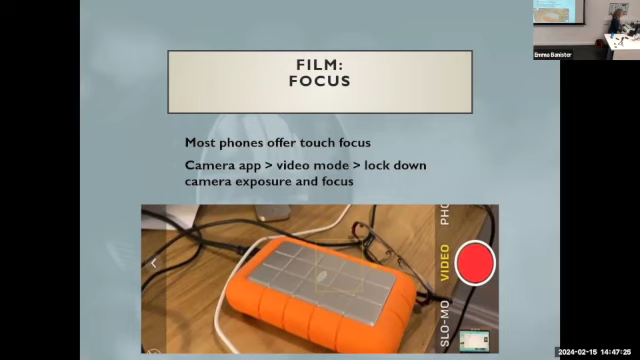 FILM:
FOCUS
Most phones offer touch focus
Camera app > video mode > lock down
camera exposure and focus
PHO
VIDEO
SLO-MO
Emma Banister
2024-02-15 14:47:25